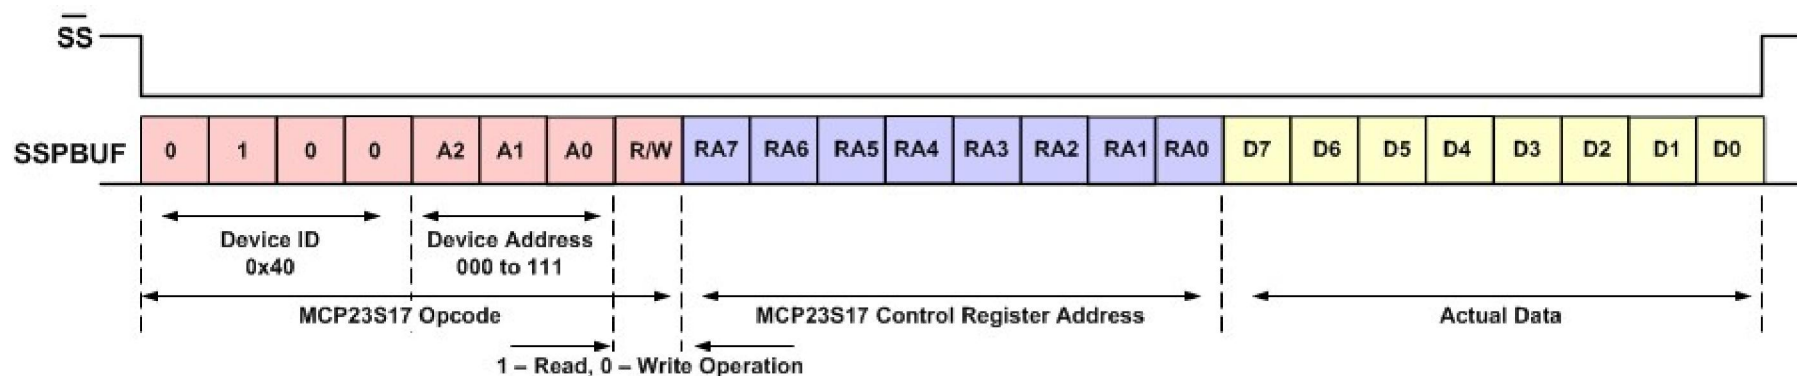 SS
SSPBUF 0 1 0 0 A2 A1 A0 R/W RA7 RA6 RA5 RA4 RA3 RA2 RA1 RA0 D7 D6 D5 D4 D3 D2 D1 D0
Device ID
0x40
Device Address
000 to 111
MCP23S17 Opcode
MCP23S17 Control Register Address
Actual Data
1 – Read, 0 – Write Operation